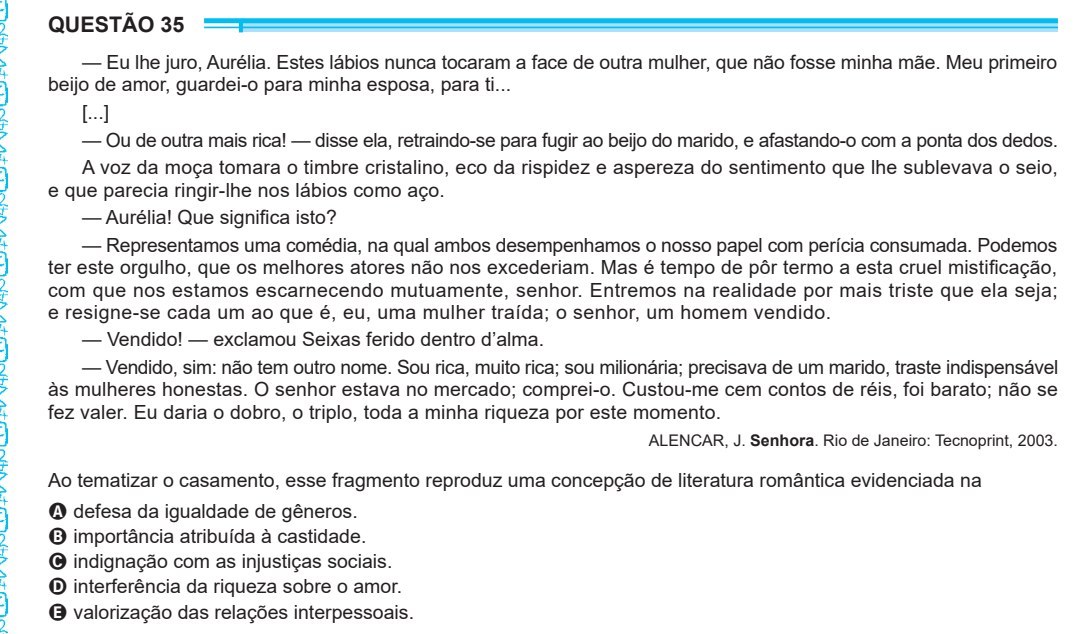 QUESTÃO 35
— Eu lhe juro, Aurélia. Estes lábios nunca tocaram a face de outra mulher, que não fosse minha mãe. Meu primeiro
beijo de amor, guardei-o para minha esposa, para ti...
[...]
— Ou de outra mais rica! — disse ela, retraindo-se para fugir ao beijo do marido, e afastando-o com a ponta dos dedos.
A voz da moça tomara o timbre cristalino, eco da rispidez e aspereza do sentimento que lhe sublevava o seio,
e que parecia ringir-lhe nos lábios como aço.
— Aurélia! Que significa isto?
— Representamos uma comédia, na qual ambos desempenhamos o nosso papel com perícia consumada. Podemos
ter este orgulho, que os melhores atores não nos excederiam. Mas é tempo de pôr termo a esta cruel mistificação,
com que nos estamos escarnecendo mutuamente, senhor. Entremos na realidade por mais triste que ela seja;
e resigne-se cada um ao que é, eu, uma mulher traída; o senhor, um homem vendido.
— Vendido! — exclamou Seixas ferido dentro d'alma.
— Vendido, sim: não tem outro nome. Sou rica, muito rica; sou milionária; precisava de um marido, traste indispensável
às mulheres honestas. O senhor estava no mercado; comprei-o. Custou-me cem contos de réis, foi barato; não se
fez valer. Eu daria o dobro, o triplo, toda a minha riqueza por este momento.
ALENCAR, J. Senhora. Rio de Janeiro: Tecnoprint, 2003.
Ao tematizar o casamento, esse fragmento reproduz uma concepção de literatura romântica evidenciada na
A defesa da igualdade de gêneros.
B importância atribuída à castidade.
C indignação com as injustiças sociais.
D interferência da riqueza sobre o amor.
E valorização das relações interpessoais.